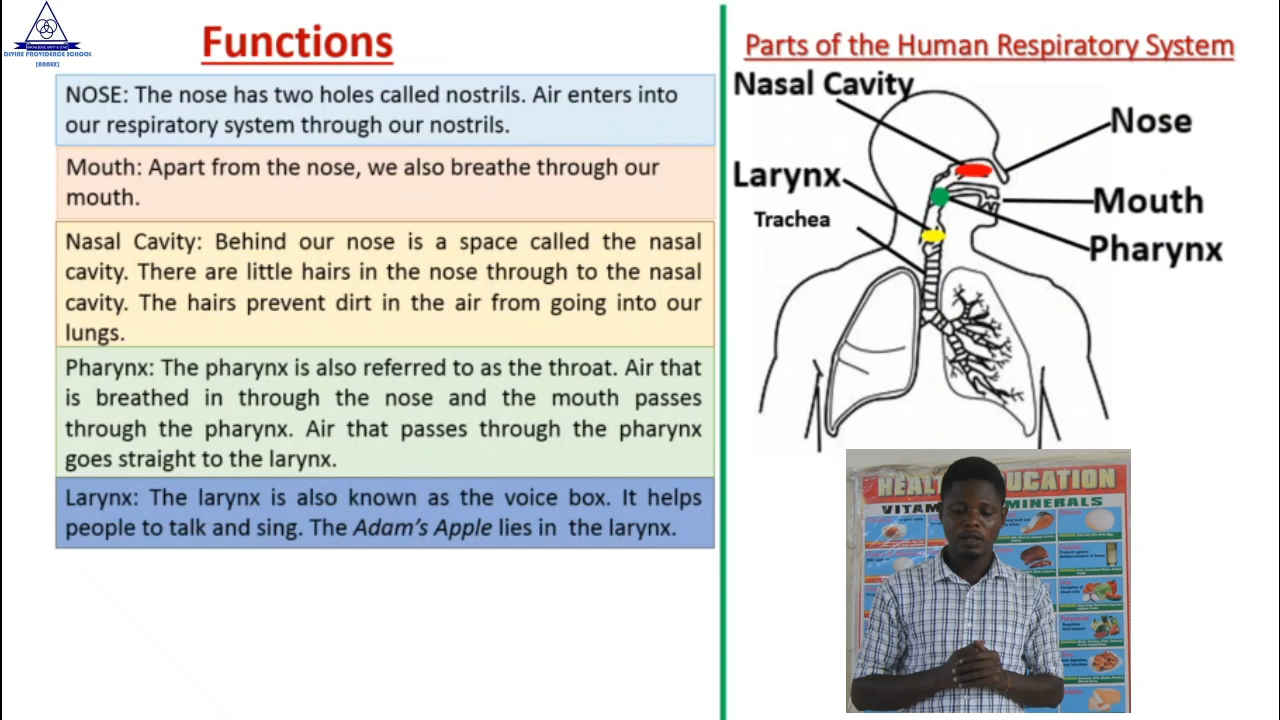 DIVINE PROVIDENCE SCHOOL
[ANNEX]
Functions
NOSE: The nose has two holes called nostrils. Air enters into
our respiratory system through our nostrils.
Mouth: Apart from the nose, we also breathe through our
mouth.
Nasal Cavity: Behind our nose is a space called the nasal
cavity. There are little hairs in the nose through to the nasal
cavity. The hairs prevent dirt in the air from going into our
lungs.
Pharynx: The pharynx is also referred to as the throat. Air that
is breathed in through the nose and the mouth passes
through the pharynx. Air that passes through the pharynx
goes straight to the larynx.
Larynx: The larynx is also known as the voice box. It helps
people to talk and sing. The Adam's Apple lies in the larynx.
Parts of the Human Respiratory System
Nasal Cavity
Nose
Larynx
Mouth
Trachea
Pharynx
MINERALS